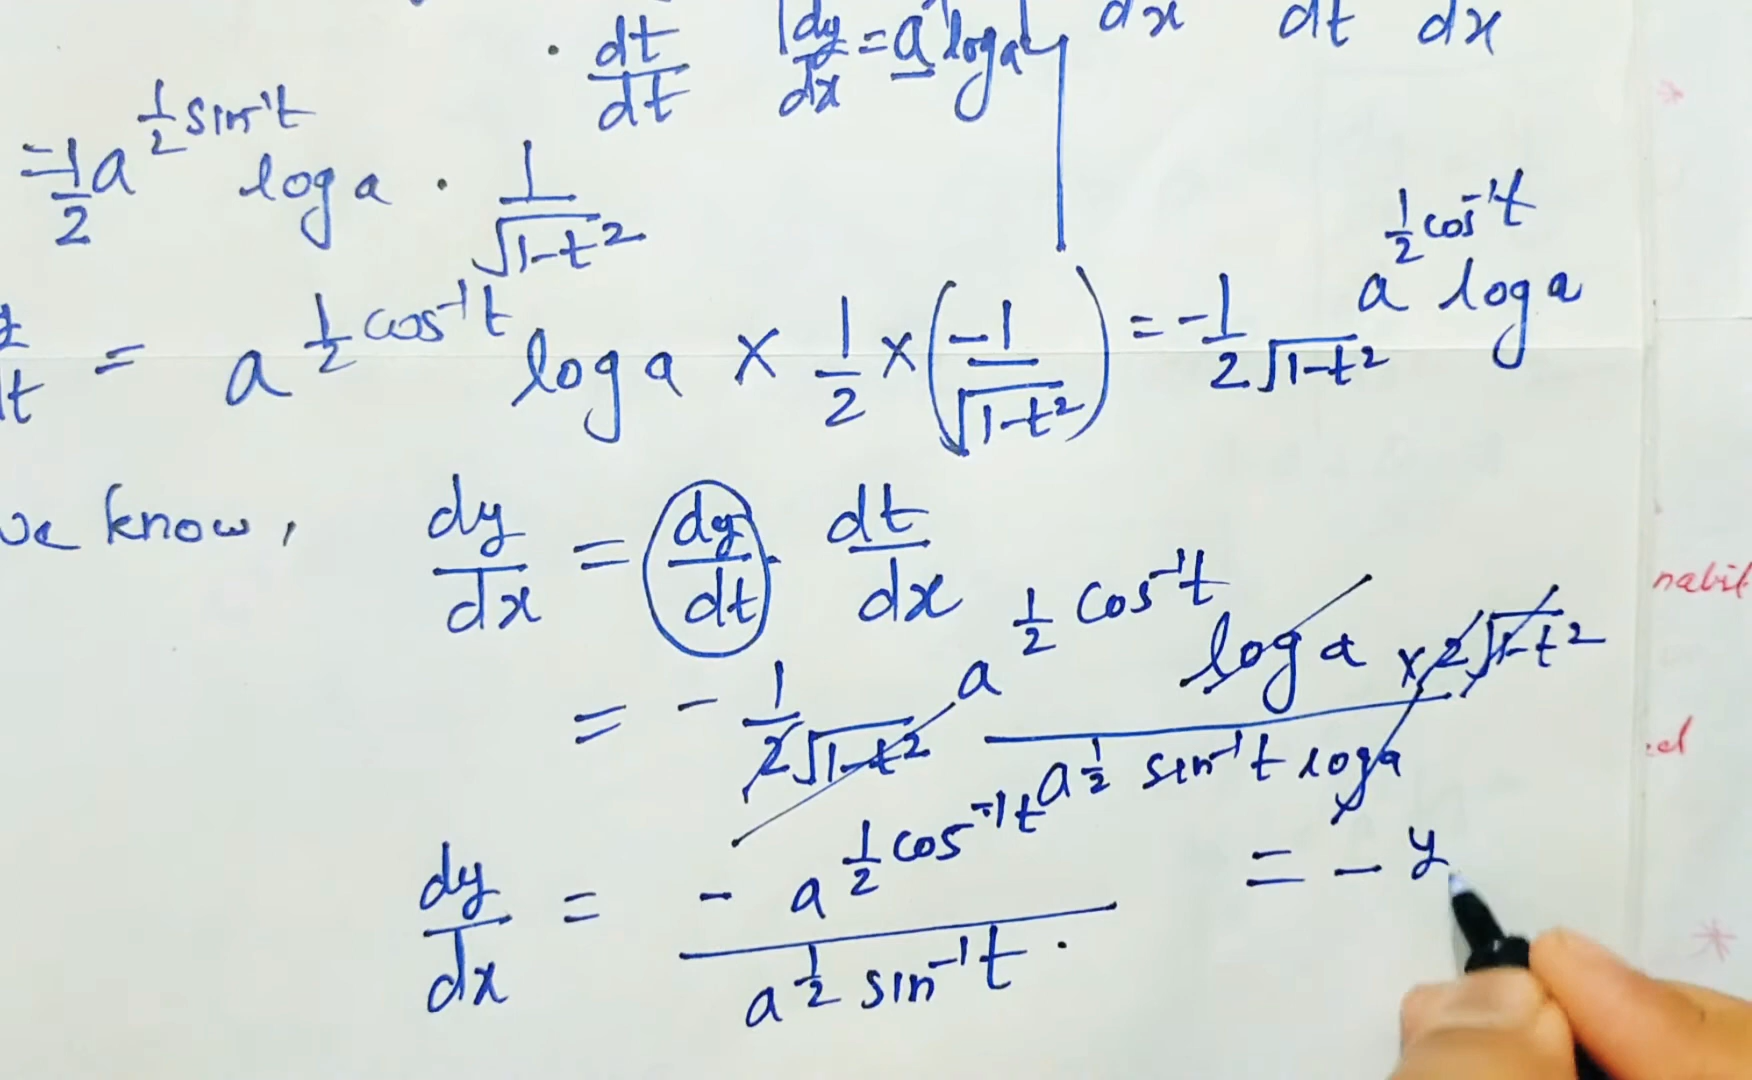 · dt/dt | dy/dx = a^x log a | dx dt dx
= 1/2 a^(1/2 sin⁻¹t) log a · 1/√(1-t²)
t = a^(1/2 cos⁻¹t) log a × 1/2 × (-1/√(1-t²)) = -1/(2√(1-t²)) a^(1/2 cos⁻¹t) log a
we know, dy/dx = dy/dt · dt/dx
= - 1/(2√(1-t²)) a^(1/2 cos⁻¹t) log a × 2√(1-t²) / a^(1/2 sin⁻¹t) log a
dy/dx = - a^(1/2 cos⁻¹t) / a^(1/2 sin⁻¹t) · = - y